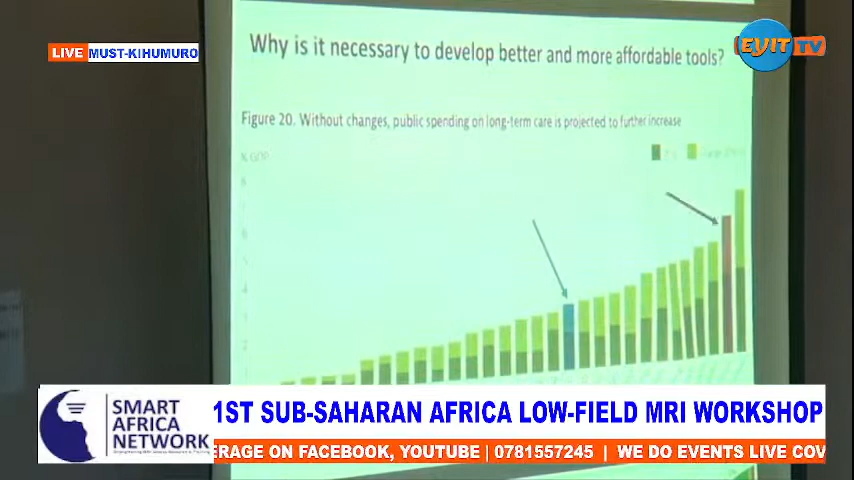 Why is it necessary to develop better and more affordable tools?
LIVE MUST-KIHUMURO
EXIT TV
Figure 20. Without changes, public spending on long-term care is projected to further increase
% GDP
SMART
AFRICA
NETWORK
1ST SUB-SAHARAN AFRICA LOW-FIELD MRI WORKSHOP
ERAGE ON FACEBOOK, YOUTUBE | 0781557245 | WE DO EVENTS LIVE COV